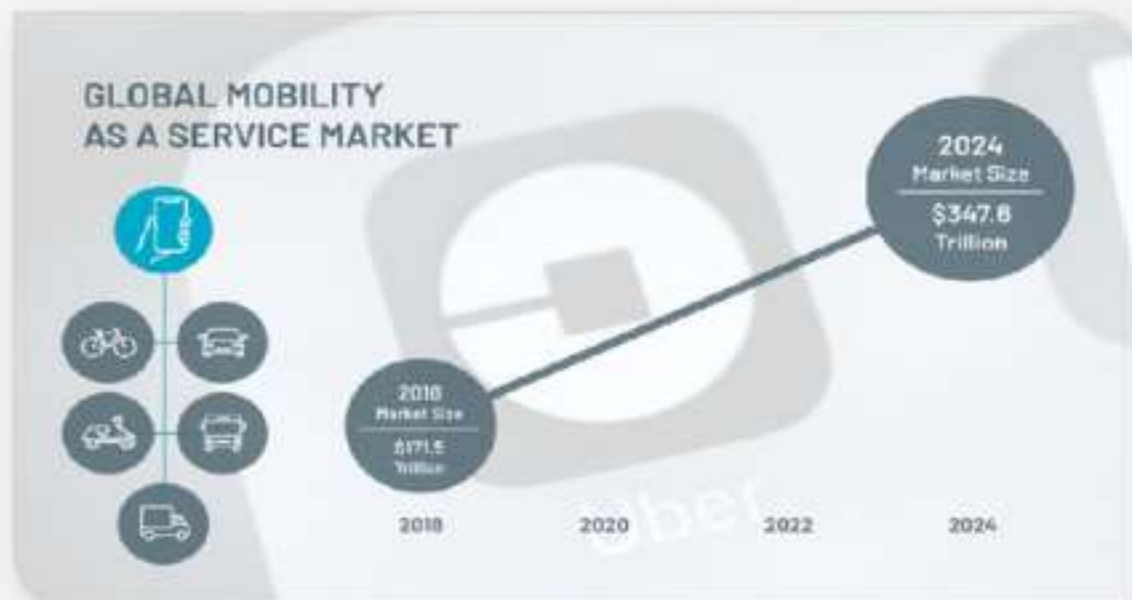 GLOBAL MOBILITY
AS A SERVICE MARKET
2024
Market Size
$347.8
Trillion
2018
Market Size
$171.5
Trillion
Uber
2018
2020
2022
2024